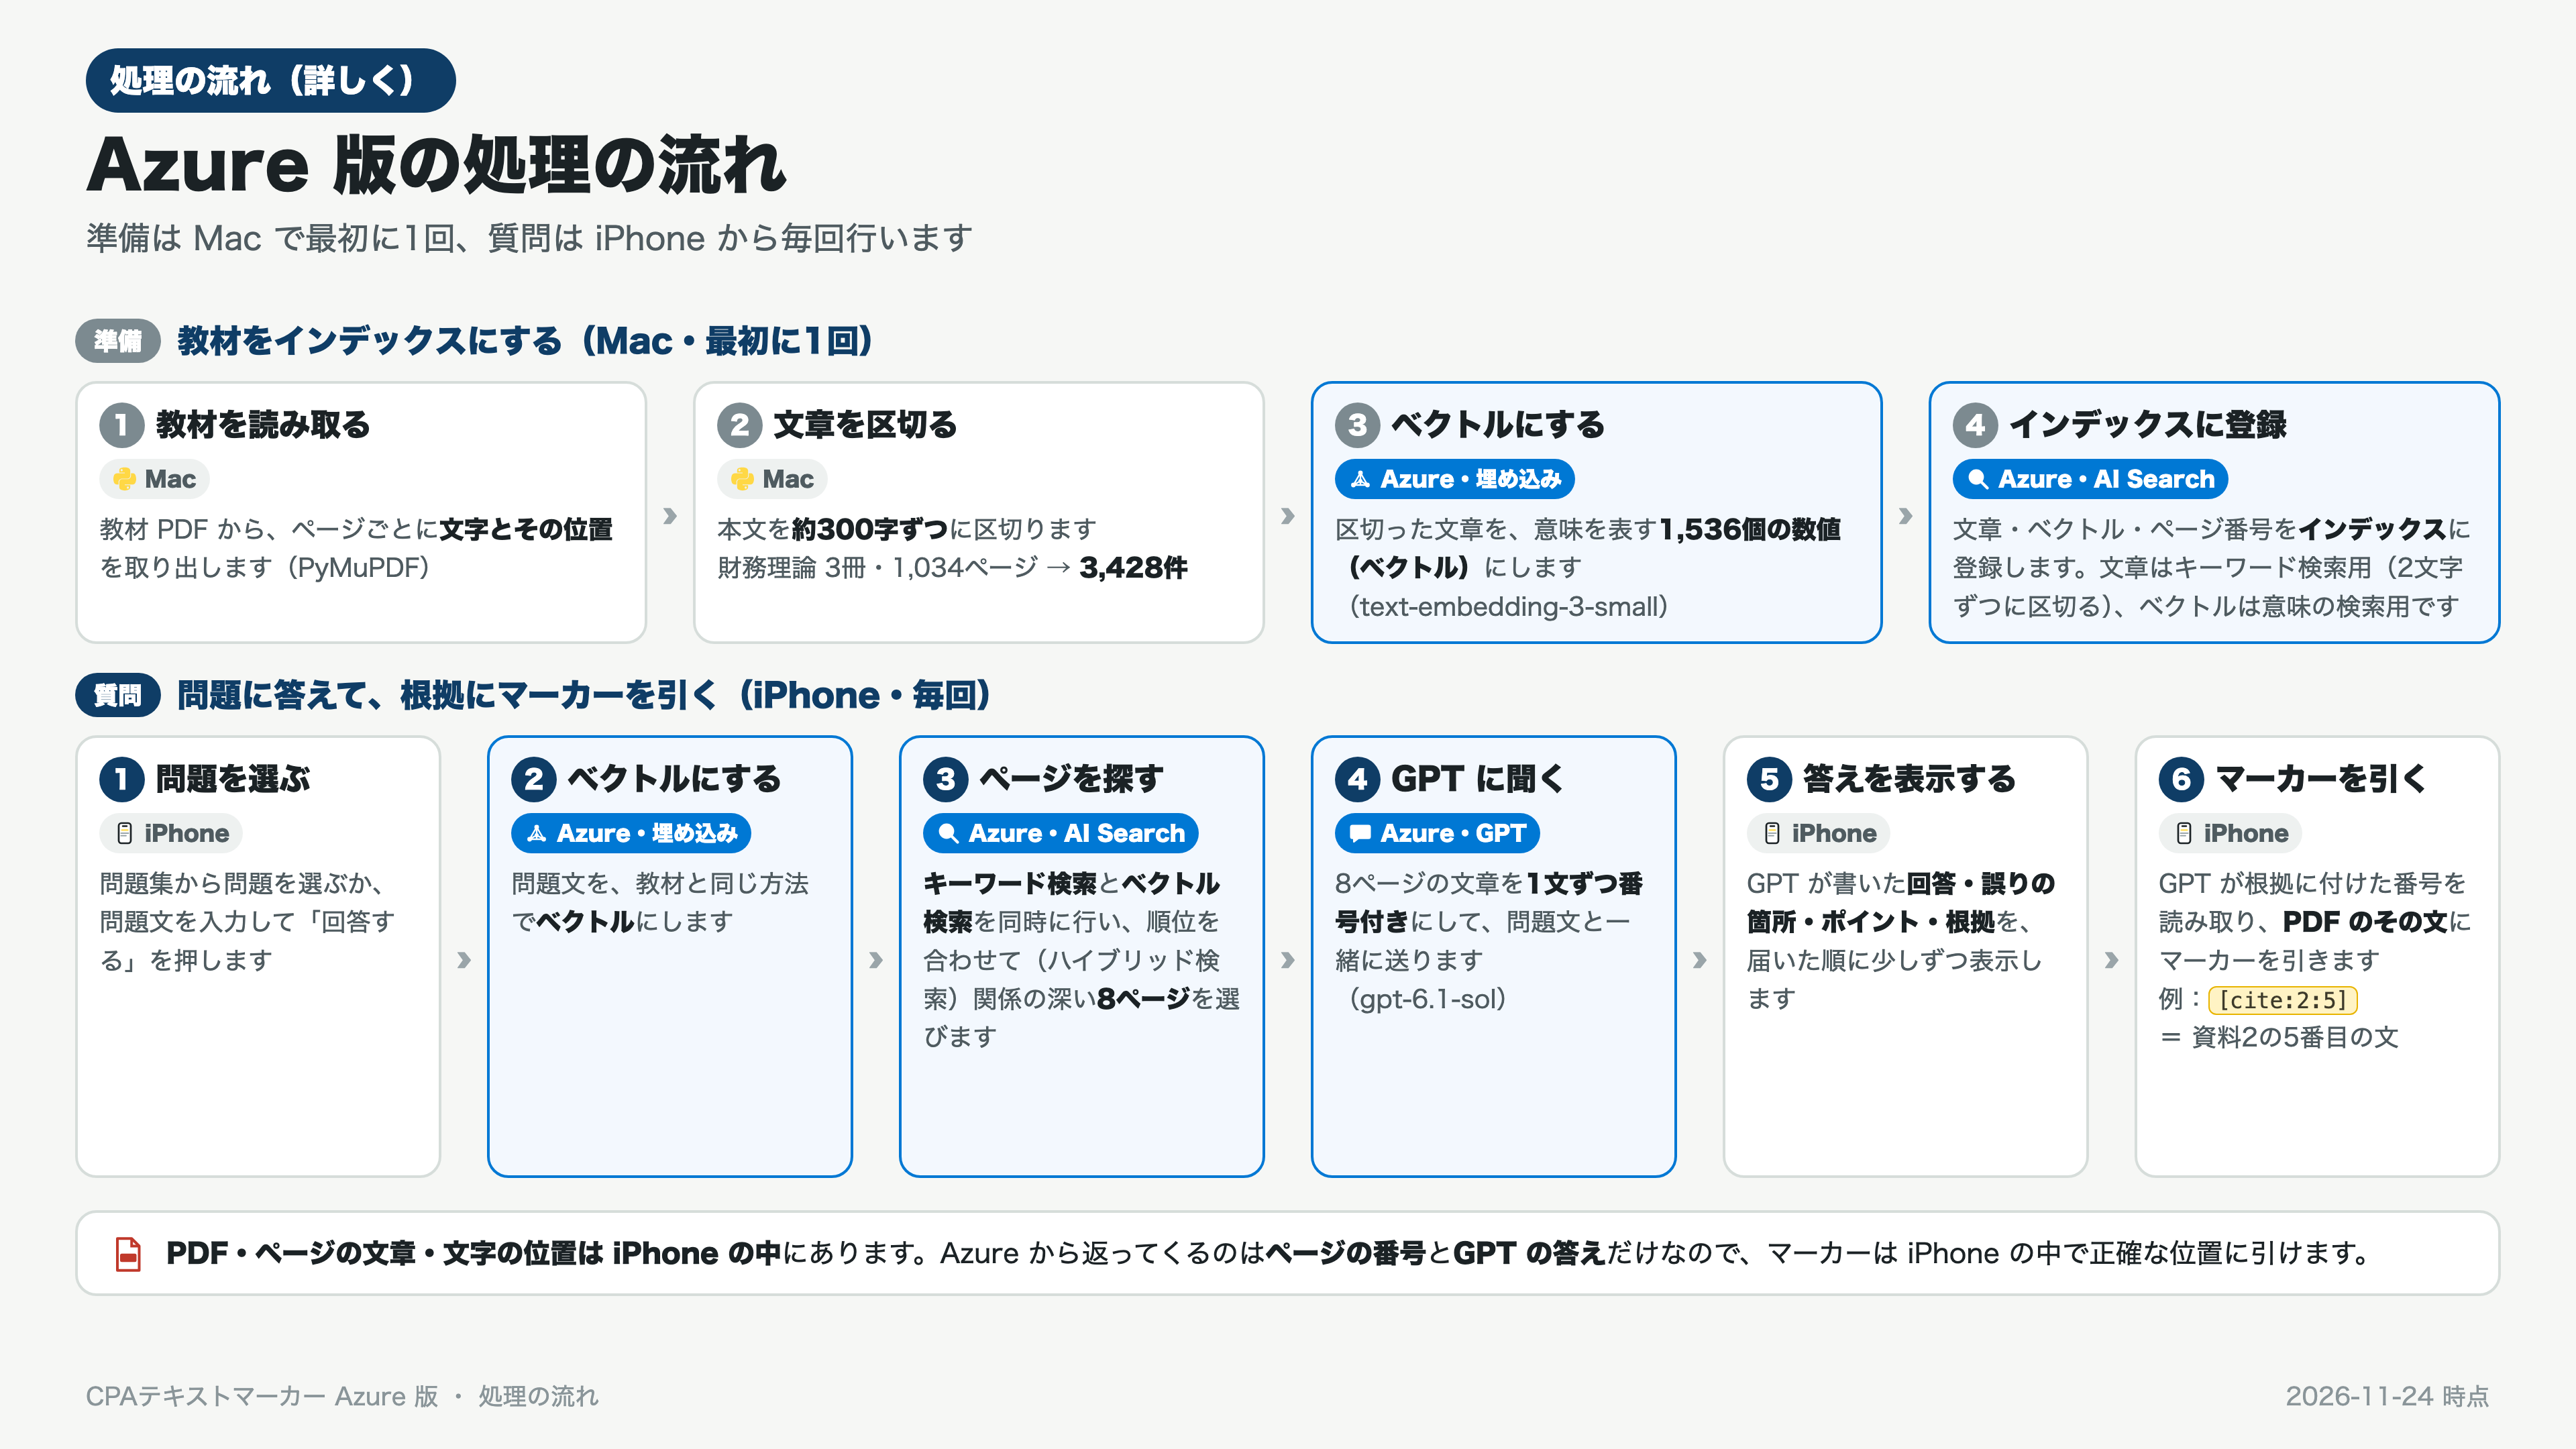 処理の流れ（詳しく）
Azure 版の処理の流れ
準備は Mac で最初に1回、質問は iPhone から毎回行います
準備 教材をインデックスにする（Mac・最初に1回）
1 教材を読み取る
Mac
教材 PDF から、ページごとに文字とその位置
を取り出します（PyMuPDF）
›
2 文章を区切る
Mac
本文を約300字ずつに区切ります
財務理論 3冊・1,034ページ → 3,428件
›
3 ベクトルにする
Azure・埋め込み
区切った文章を、意味を表す1,536個の数値
（ベクトル）にします
（text-embedding-3-small）
›
4 インデックスに登録
Azure・AI Search
文章・ベクトル・ページ番号をインデックスに
登録します。文章はキーワード検索用（2文字
ずつに区切る）、ベクトルは意味の検索用です
質問 問題に答えて、根拠にマーカーを引く（iPhone・毎回）
1 問題を選ぶ
iPhone
問題集から問題を選ぶか、
問題文を入力して「回答す
る」を押します
›
2 ベクトルにする
Azure・埋め込み
問題文を、教材と同じ方法
でベクトルにします
›
3 ページを探す
Azure・AI Search
キーワード検索とベクトル
検索を同時に行い、順位を
合わせて（ハイブリッド検
索）関係の深い8ページを選
びます
›
4 GPT に聞く
Azure・GPT
8ページの文章を1文ずつ番
号付きにして、問題文と一
緒に送ります
（gpt-6.1-sol）
›
5 答えを表示する
iPhone
GPT が書いた回答・誤りの
箇所・ポイント・根拠を、
届いた順に少しずつ表示し
ます
›
6 マーカーを引く
iPhone
GPT が根拠に付けた番号を
読み取り、PDF のその文に
マーカーを引きます
例：[cite:2:5]
＝ 資料2の5番目の文
PDF・ページの文章・文字の位置は iPhone の中にあります。Azure から返ってくるのはページの番号とGPT の答えだけなので、マーカーは iPhone の中で正確な位置に引けます。
CPAテキストマーカー Azure 版 ・ 処理の流れ
2026-11-24 時点